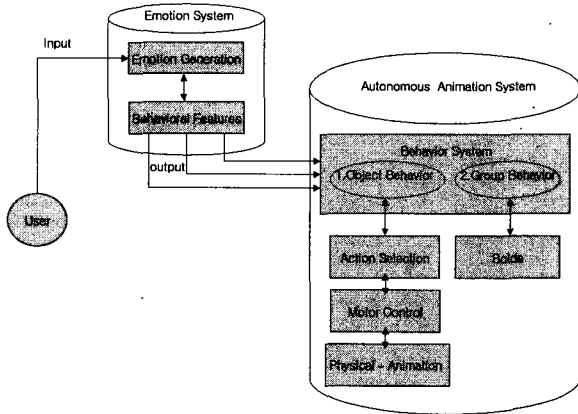 Emotion System
Input
Emotion Generation
Behavioral Features
output
User
Autonomous Animation System
Behavior System
1.Object Behavior
2.Group Behavior
Action Selection
Boids
Motor Control
Physical - Animation